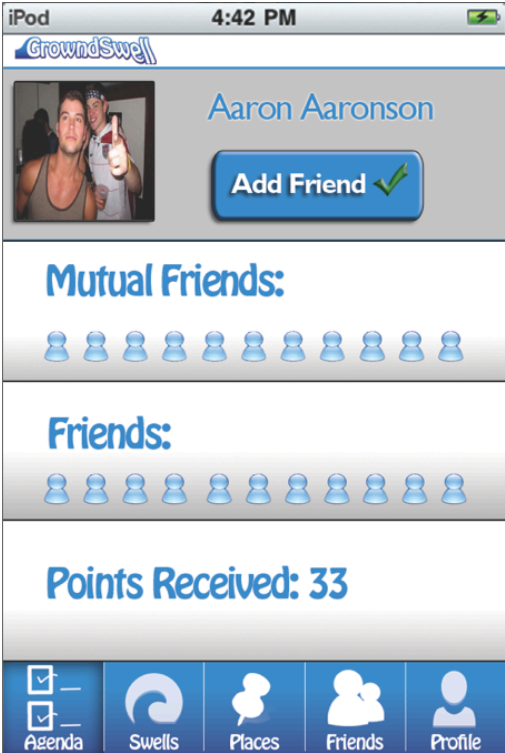 iPod 4:42 PM
GrowndSwell
Aaron Aaronson
Add Friend
Mutual Friends:
Friends:
Points Received: 33
Agenda Swells Places Friends Profile